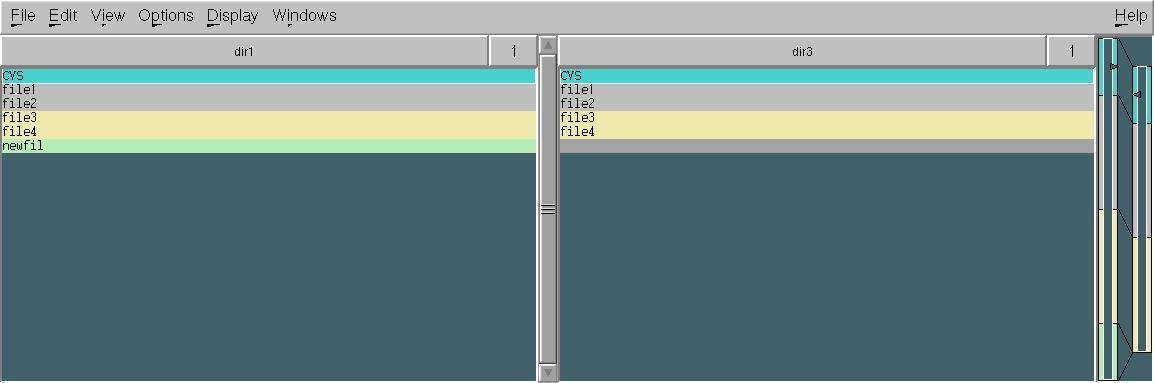 File Edit View Options Display Windows Help
dir1 1 dir3 1
CVS
file1
file2
file3
file4
newfil
CVS
file1
file2
file3
file4